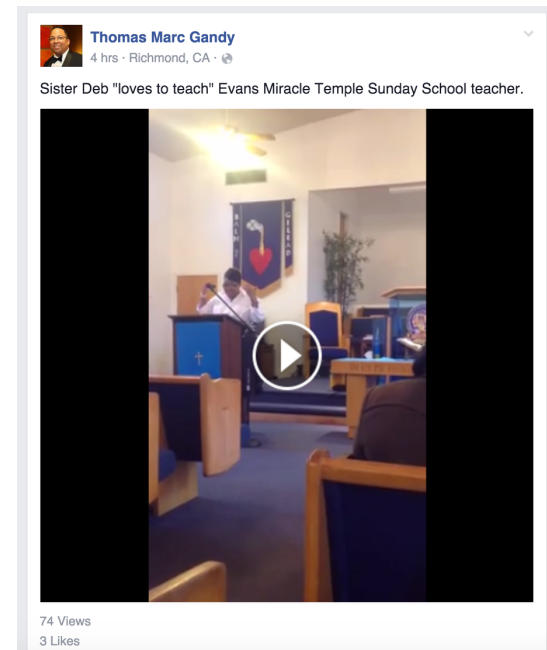 Thomas Marc Gandy
4 hrs · Richmond, CA ·
Sister Deb "loves to teach" Evans Miracle Temple Sunday School teacher.
BALM
GILEAD
74 Views
3 Likes